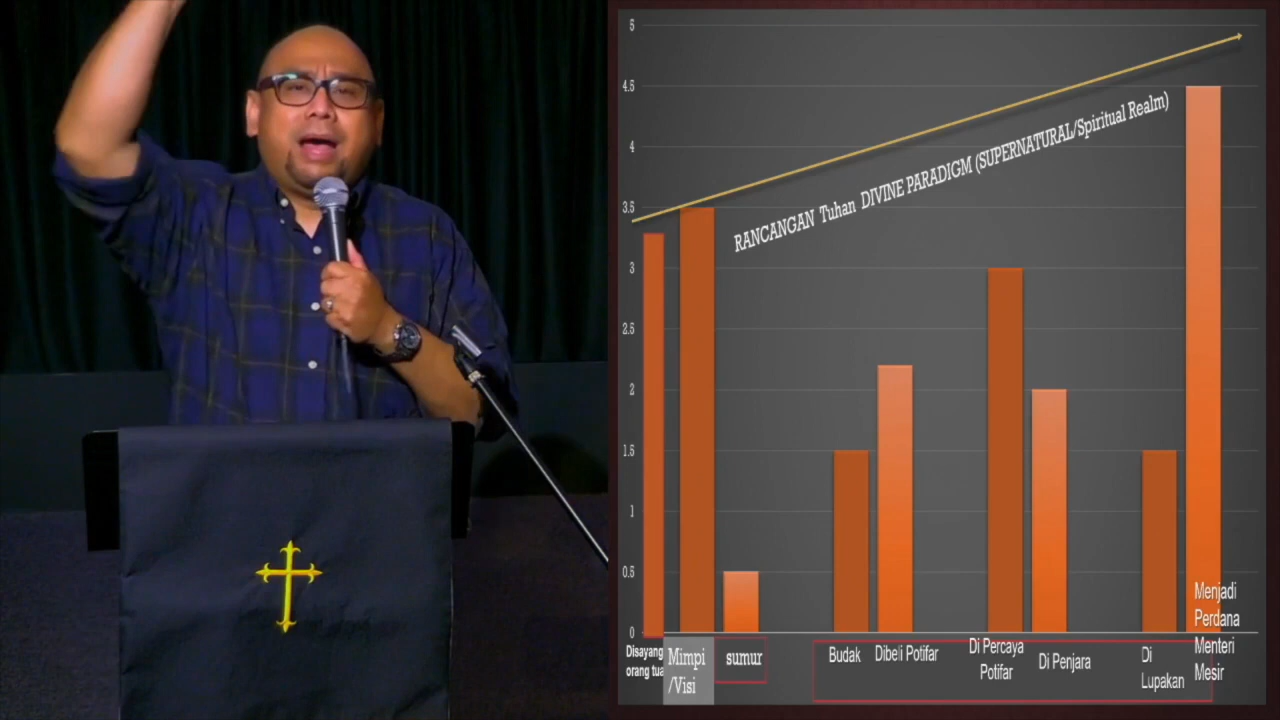 5
4.5
4
3.5
3
2.5
2
1.5
1
0.5
0
RANCANGAN Tuhan DIVINE PARADIGM (SUPERNATURAL/Spiritual Realm)
Disayang
orang tua
Mimpi
/Visi
sumur
Budak
Dibeli Potifar
Di Percaya
Potifar
Di Penjara
Di
Lupakan
Menjadi
Perdana
Menteri
Mesir